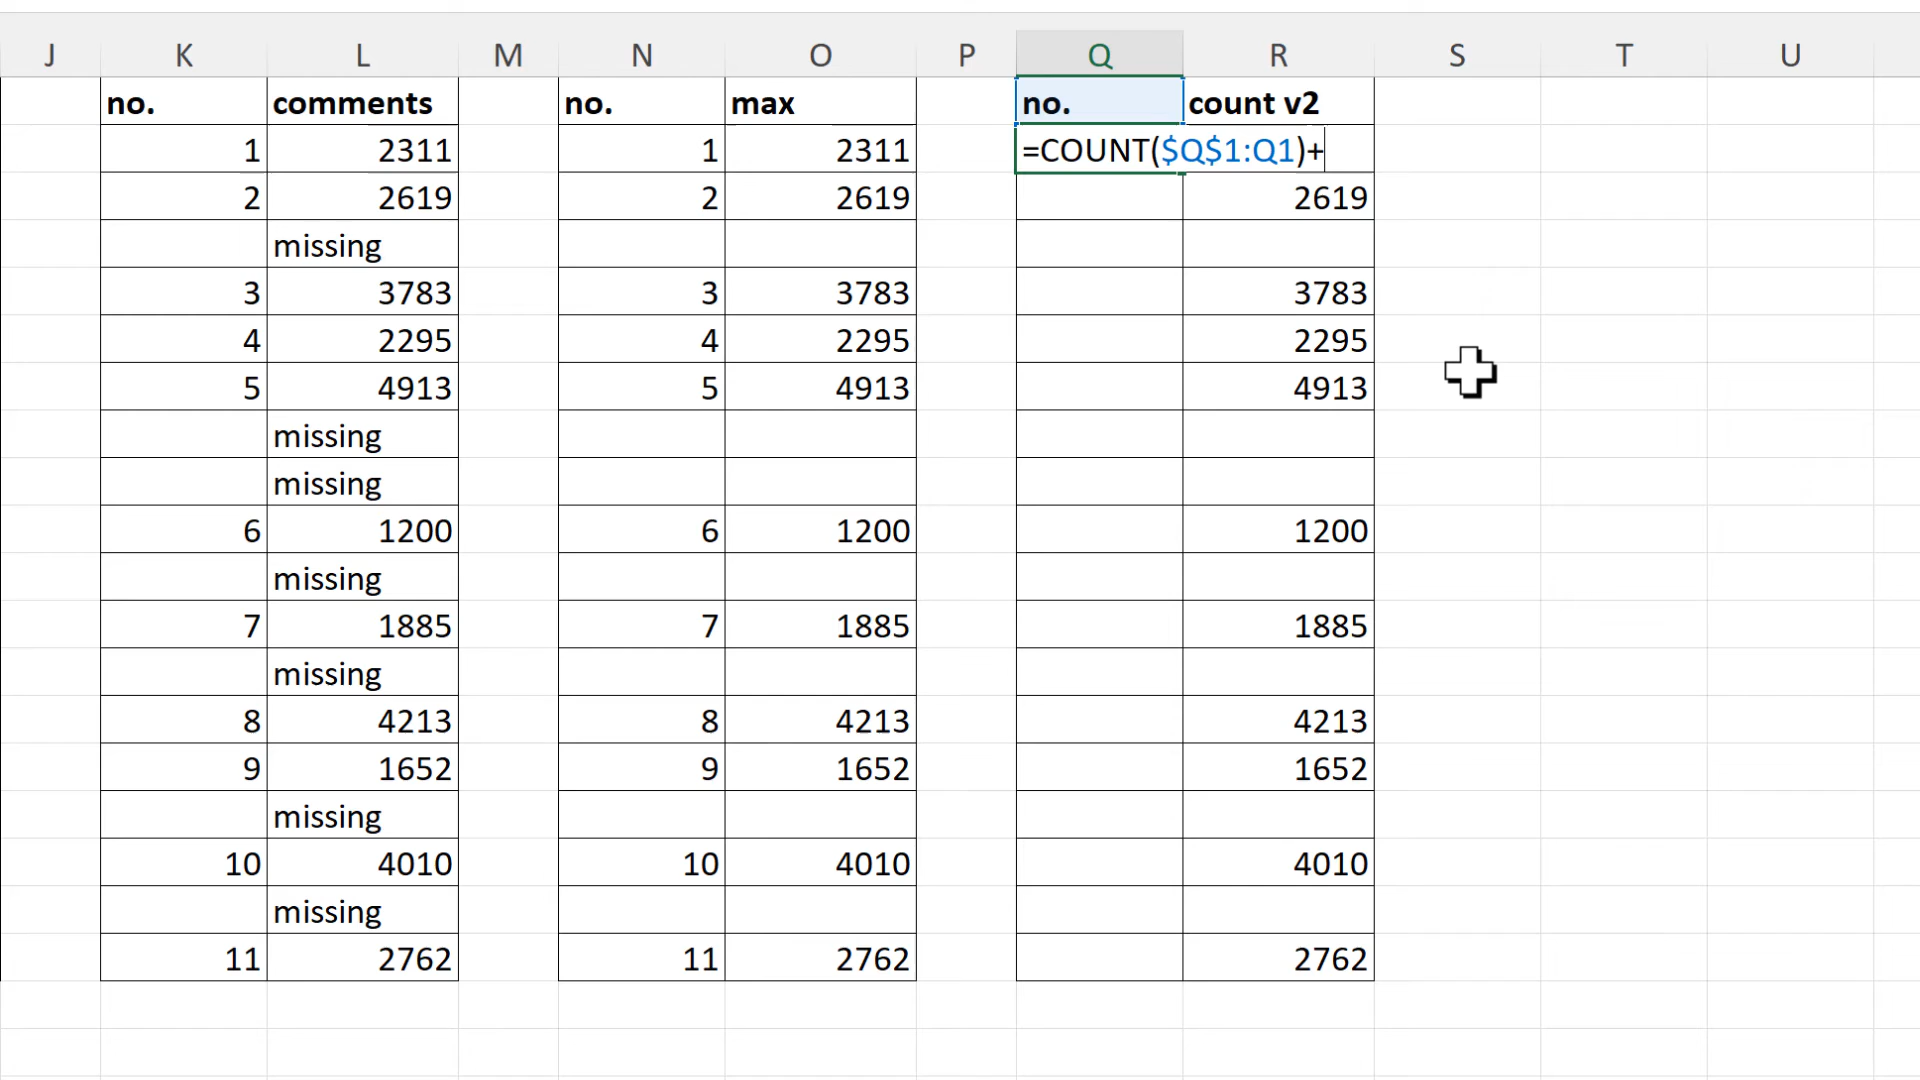 J K L M N O P Q R S T U
no. comments no. max no. count v2
1 2311 1 2311 =COUNT($Q$1:Q1)+
2 2619 2 2619 2619
missing
3 3783 3 3783 3783
4 2295 4 2295 2295
5 4913 5 4913 4913
missing
missing
6 1200 6 1200 1200
missing
7 1885 7 1885 1885
missing
8 4213 8 4213 4213
9 1652 9 1652 1652
missing
10 4010 10 4010 4010
missing
11 2762 11 2762 2762